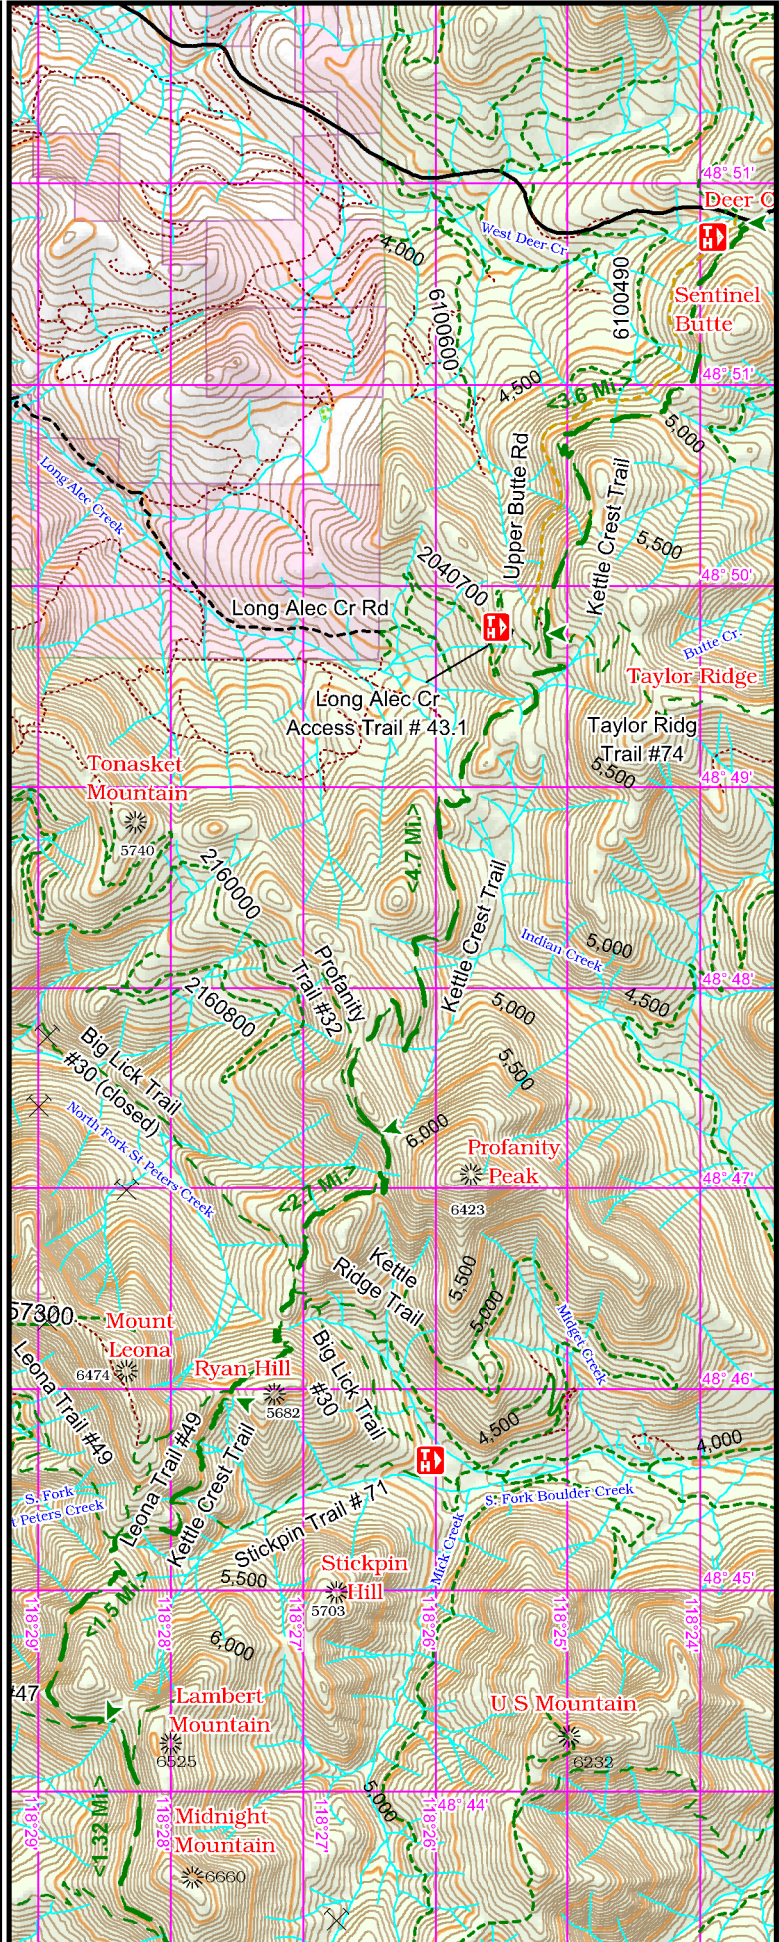 48° 51'
Deer C
West Deer Cr
4,000
T
H
6100490
6100600
Sentinel
Butte
48° 51'
4,500
<3.6 Mi.>
5,000
Long Alec Creek
Upper Butte Rd
Kettle Crest Trail
5,500
2040700
48° 50'
Long Alec Cr Rd
T
H
Butte Cr.
Taylor Ridge
Long Alec Cr
Access Trail # 43.1
Taylor Ridg
Trail #74
5,500
Tonasket
Mountain
48° 49'
5740
<4.7 Mi.>
2160000
Kettle Crest Trail
Indian Creek
5,000
Profanity
Trail #32
48° 48'
2160800
5,000
4,500
Big Lick Trail
#30 (closed)
5,500
North Fork St Peters Creek
6,000
Profanity
Peak
48° 47'
<2.7 Mi.>
6423
Kettle
Ridge Trail
5,500
5,000
57300
Mount
Leona
Midget Creek
6474
Ryan Hill
Big Lick Trail
#30
48° 46'
5682
Leona Trail #49
Leona Trail #49
Kettle Crest Trail
4,500
4,000
T
H
S. Fork
t Peters Creek
S. Fork Boulder Creek
Stickpin Trail # 71
Mick Creek
Stickpin
Hill
5,500
5703
48° 45'
<1.5 Mi.>
118°29'
118°28'
118°27'
118°26'
118°25'
118°24'
6,000
#47
Lambert
Mountain
6525
U S Mountain
6232
<1.32 Mi.>
118°29'
118°28'
118°27'
118°26'
5,000
48° 44'
Midnight
Mountain
6660